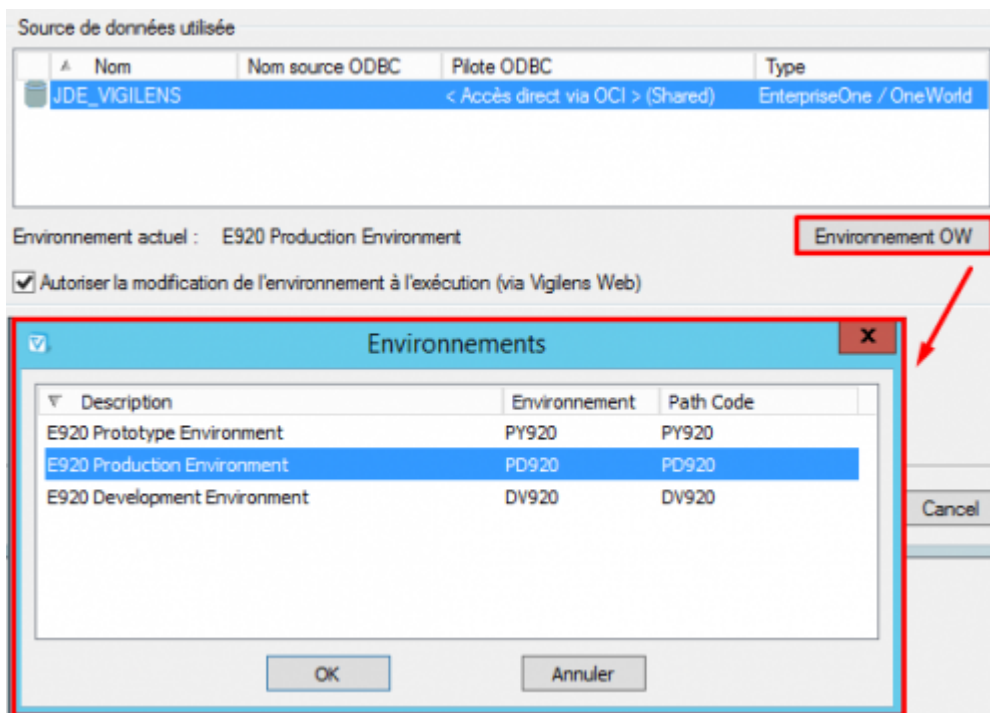 Source de données utilisée
Nom Nom source ODBC Pilote ODBC Type
JDE_VIGILENS < Accès direct via OCI > (Shared) EnterpriseOne / OneWorld
Environnement actuel : E920 Production Environment Environnement OW
Autoriser la modification de l'environnement à l'exécution (via Vigilens Web)
Environnements
Description Environnement Path Code
E920 Prototype Environment PY920 PY920
E920 Production Environment PD920 PD920
E920 Development Environment DV920 DV920
Cancel
OK Annuler